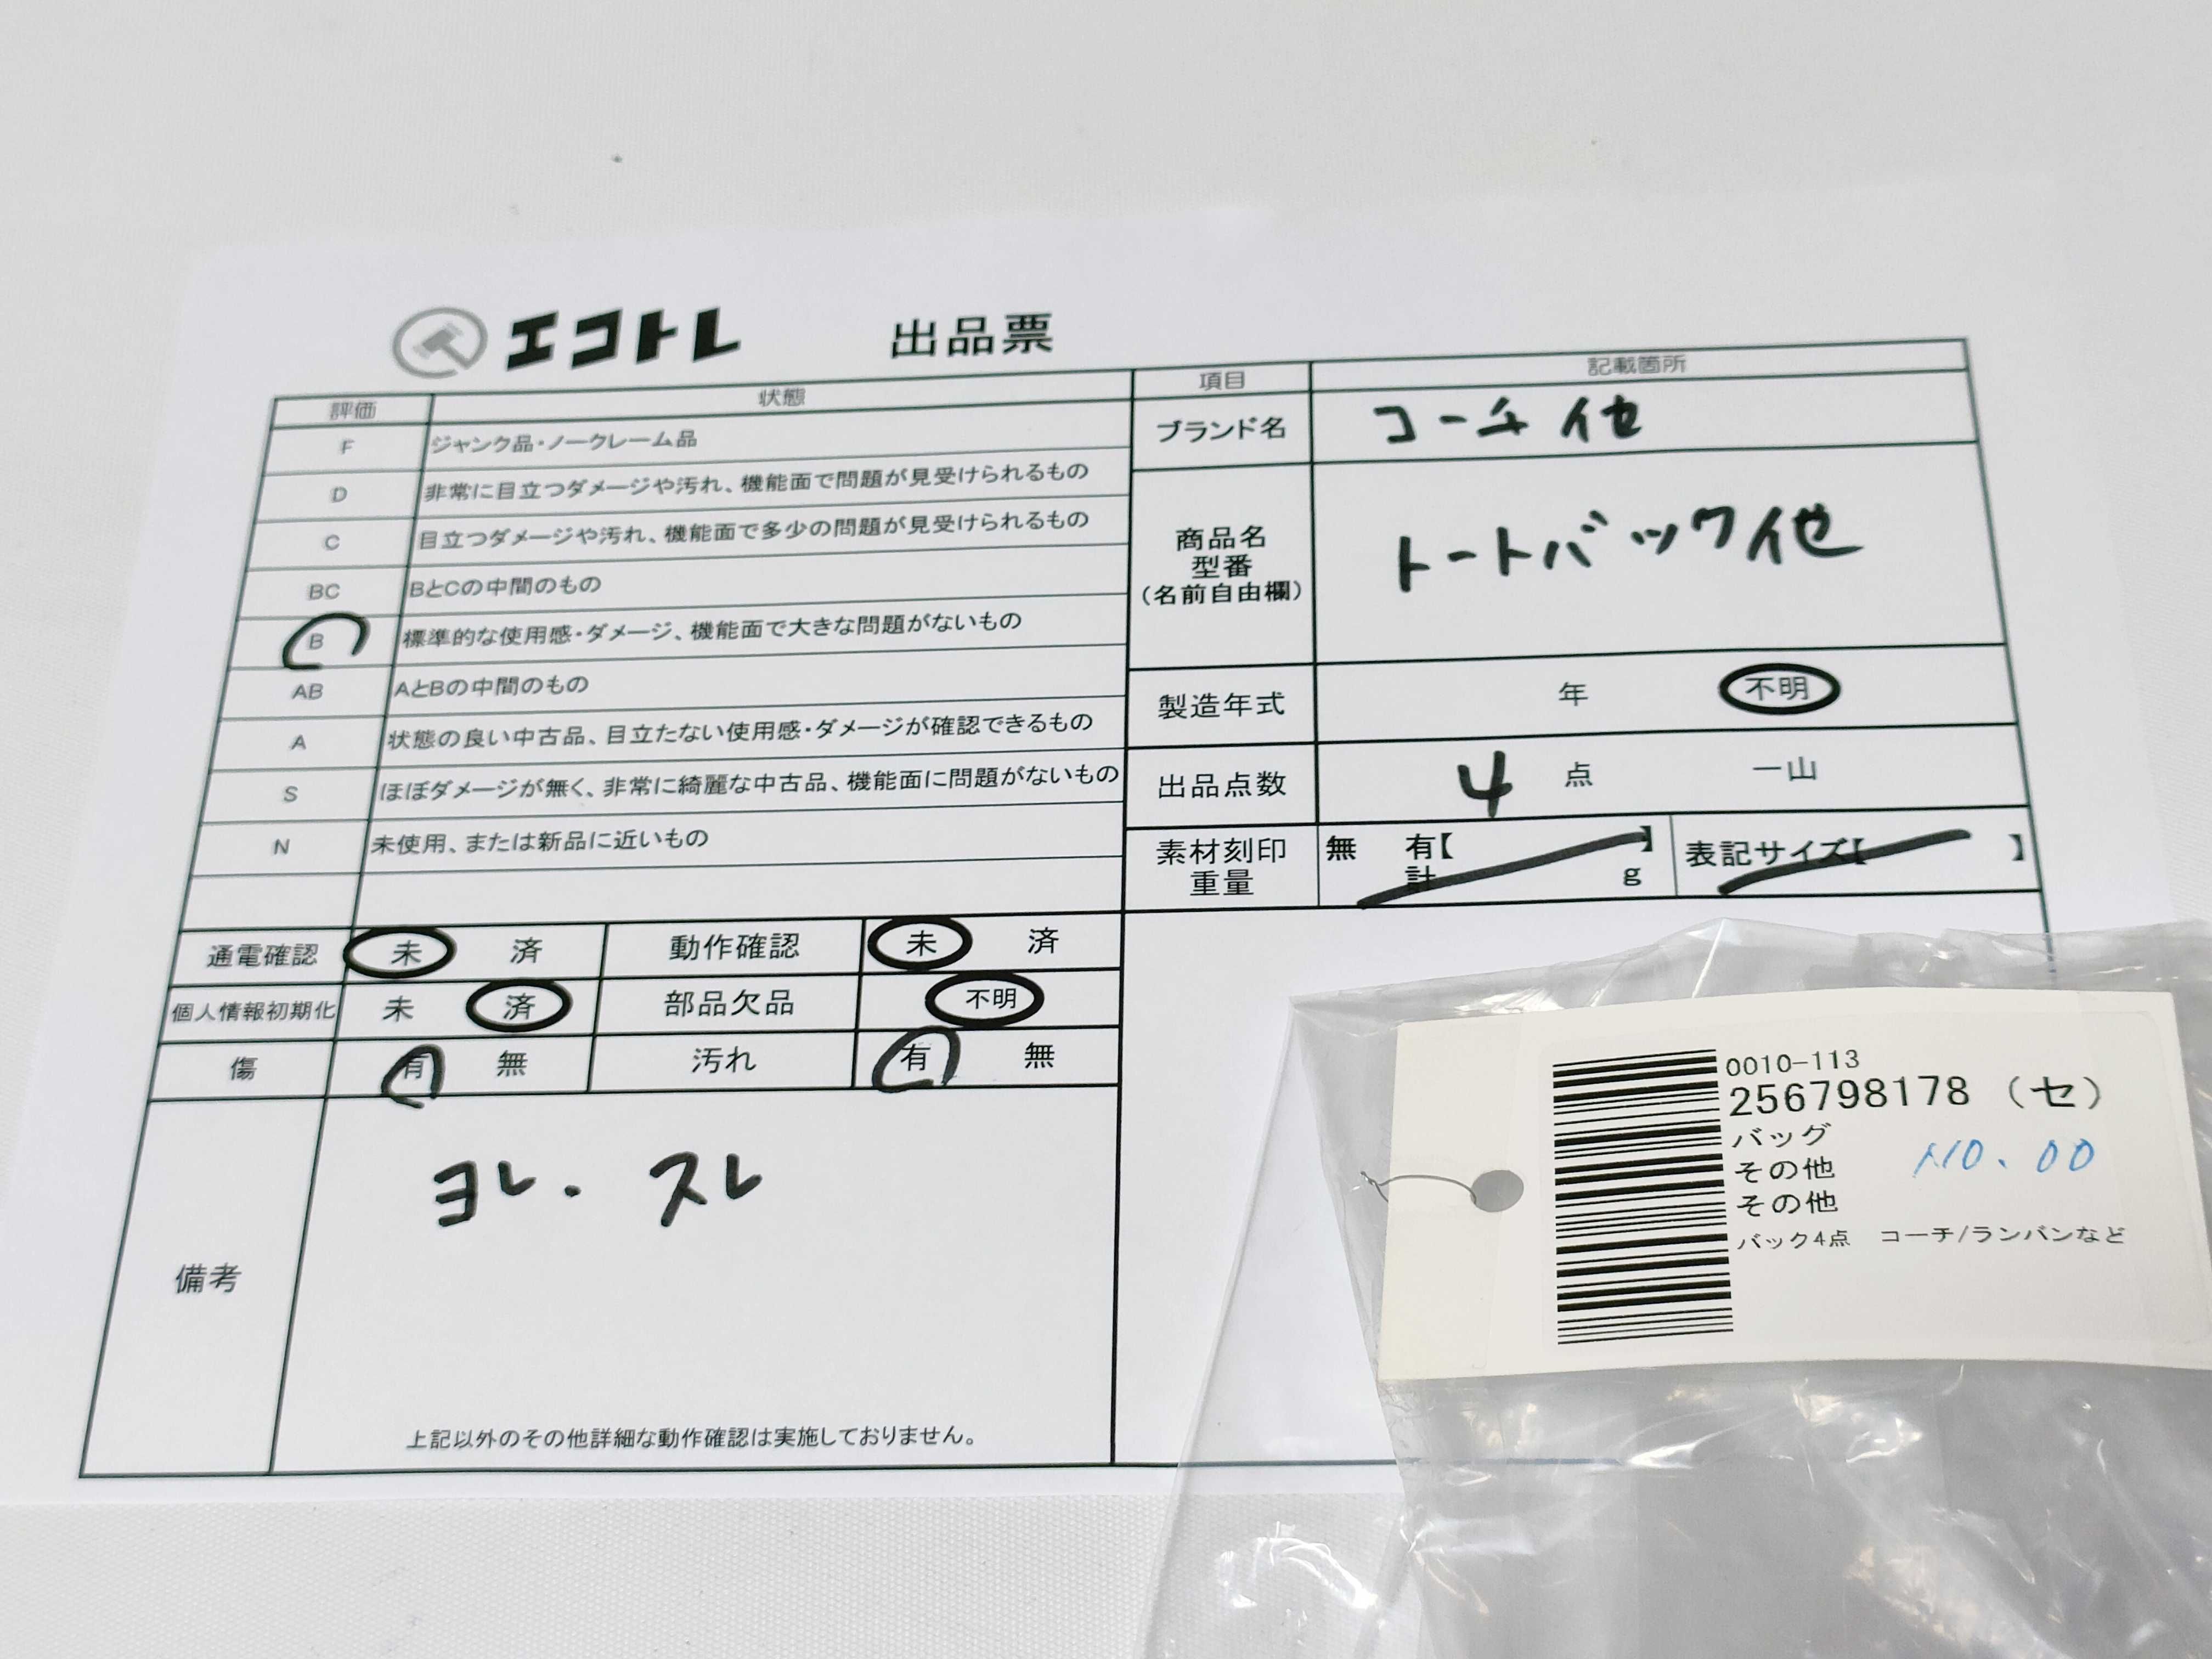 エコトレ 出品票
評価 状態
F ジャンク品・ノークレーム品
D 非常に目立つダメージや汚れ、機能面で問題が見受けられるもの
C 目立つダメージや汚れ、機能面で多少の問題が見受けられるもの
BC BとCの中間のもの
B 標準的な使用感・ダメージ、機能面で大きな問題がないもの
AB AとBの中間のもの
A 状態の良い中古品、目立たない使用感・ダメージが確認できるもの
S ほぼダメージが無く、非常に綺麗な中古品、機能面に問題がないもの
N 未使用、または新品に近いもの
項目 記載箇所
ブランド名 コーチ 他
商品名
型番
(名前自由欄)
トートバック他
製造年式 年 不明
出品点数 4 点 一山
素材刻印 無 有【 】
重量 計 g
表記サイズ【 】
通電確認 未 済 動作確認 未 済
個人情報初期化 未 済 部品欠品 不明
傷 有 無 汚れ 有 無
備考
ヨレ・スレ
上記以外のその他詳細な動作確認は実施しておりません。
0010-113
256798178 (セ)
バッグ
その他
その他
バック4点 コーチ/ランバンなど